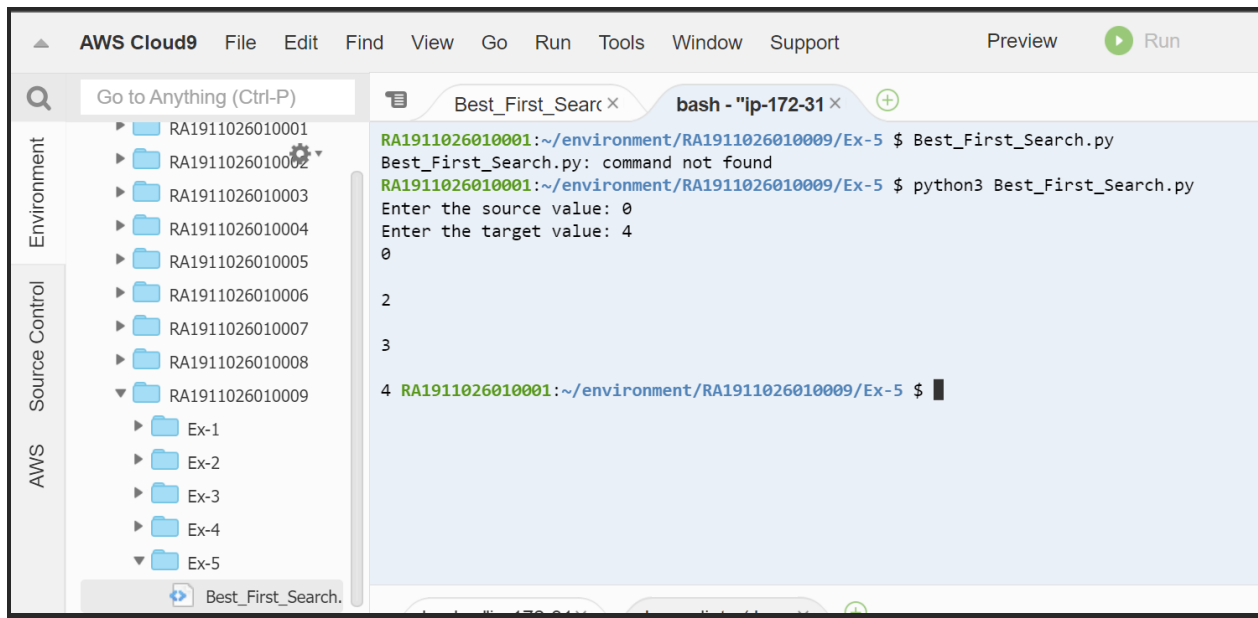 AWS Cloud9 File Edit Find View Go Run Tools Window Support Preview Run
Go to Anything (Ctrl-P)
Environment
Source Control
AWS
RA1911026010001
RA1911026010002
RA1911026010003
RA1911026010004
RA1911026010005
RA1911026010006
RA1911026010007
RA1911026010008
RA1911026010009
Ex-1
Ex-2
Ex-3
Ex-4
Ex-5
Best_First_Search.
Best_First_Searc bash - "ip-172-31
RA1911026010001:~/environment/RA1911026010009/Ex-5 $ Best_First_Search.py
Best_First_Search.py: command not found
RA1911026010001:~/environment/RA1911026010009/Ex-5 $ python3 Best_First_Search.py
Enter the source value: 0
Enter the target value: 4
0
2
3
4 RA1911026010001:~/environment/RA1911026010009/Ex-5 $